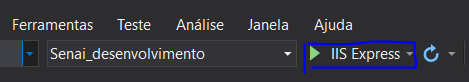 Ferramentas Teste Análise Janela Ajuda
Senai_desenvolvimento IIS Express